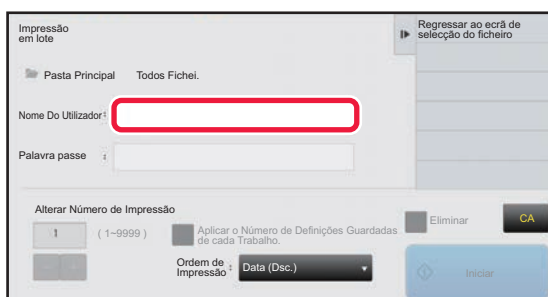 Impressão
em lote
Regressar ao ecrã de
selecção do ficheiro
Pasta Principal Todos Fichei.
Nome Do Utilizador:
Palavra passe :
Alterar Número de Impressão
1 ( 1~9999 )
Aplicar o Número de Definições Guardadas
de cada Trabalho.
Eliminar
CA
Ordem de
Impressão : Data (Dsc.)
Iniciar